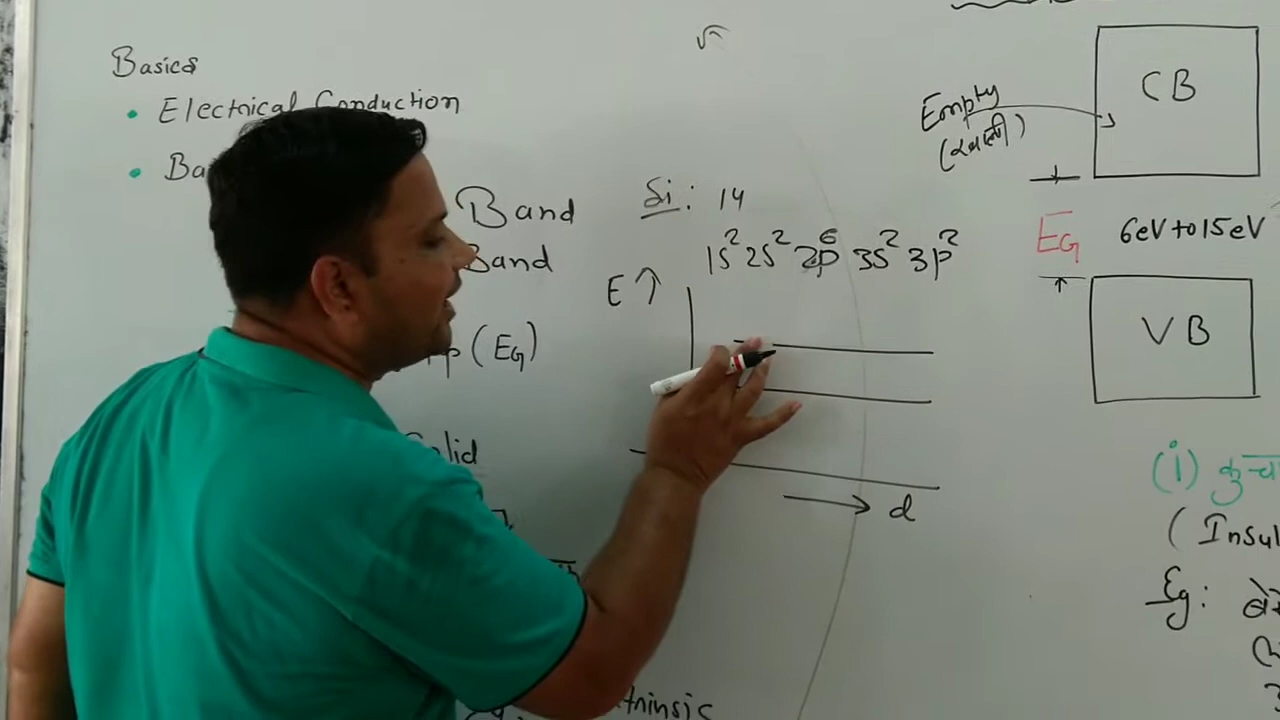 Basics
• Electrical Conduction
• Ba
Band
Band
(EG)
Solid
Si: 14
1s² 2s² 2p⁶ 3s² 3p²
E ↑
→ d
Empty
(खाली)
CB
EG
6eV to 15eV
VB
(i) कुचा
( Insul
Eg: